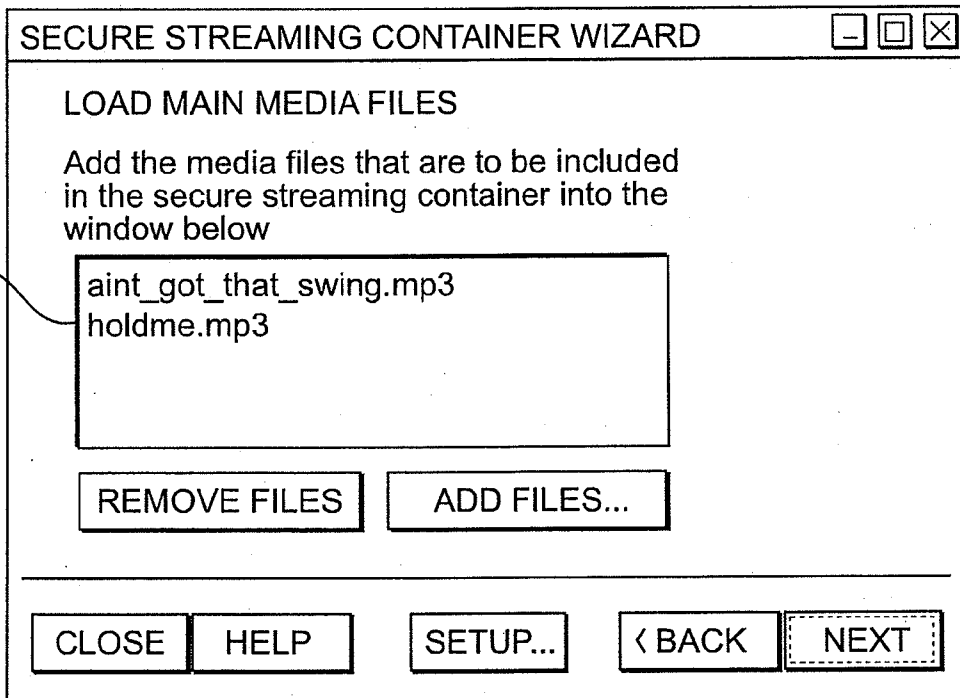 SECURE STREAMING CONTAINER WIZARD
LOAD MAIN MEDIA FILES
Add the media files that are to be included
in the secure streaming container into the
window below
aint_got_that_swing.mp3
holdme.mp3
REMOVE FILES ADD FILES...
CLOSE HELP SETUP... < BACK NEXT